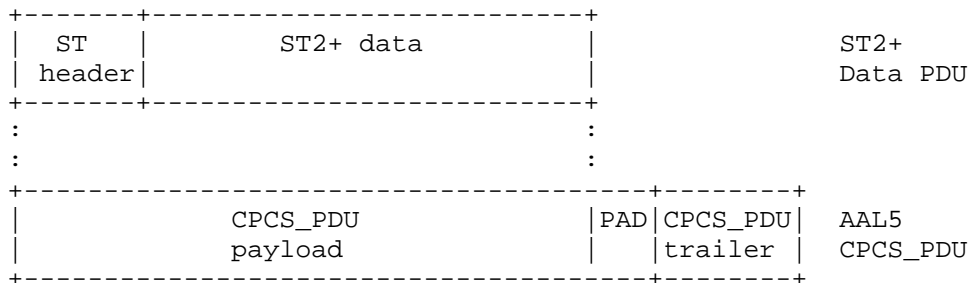 +-------+---------------------------+
|  ST   |        ST2+ data          |              ST2+
| header|                           |              Data PDU
+-------+---------------------------+
:                                   :
:                                   :
+---------------------------------------+--------+
|             CPCS_PDU              |PAD|CPCS_PDU|  AAL5
|             payload               |   |trailer |  CPCS_PDU
+---------------------------------------+--------+